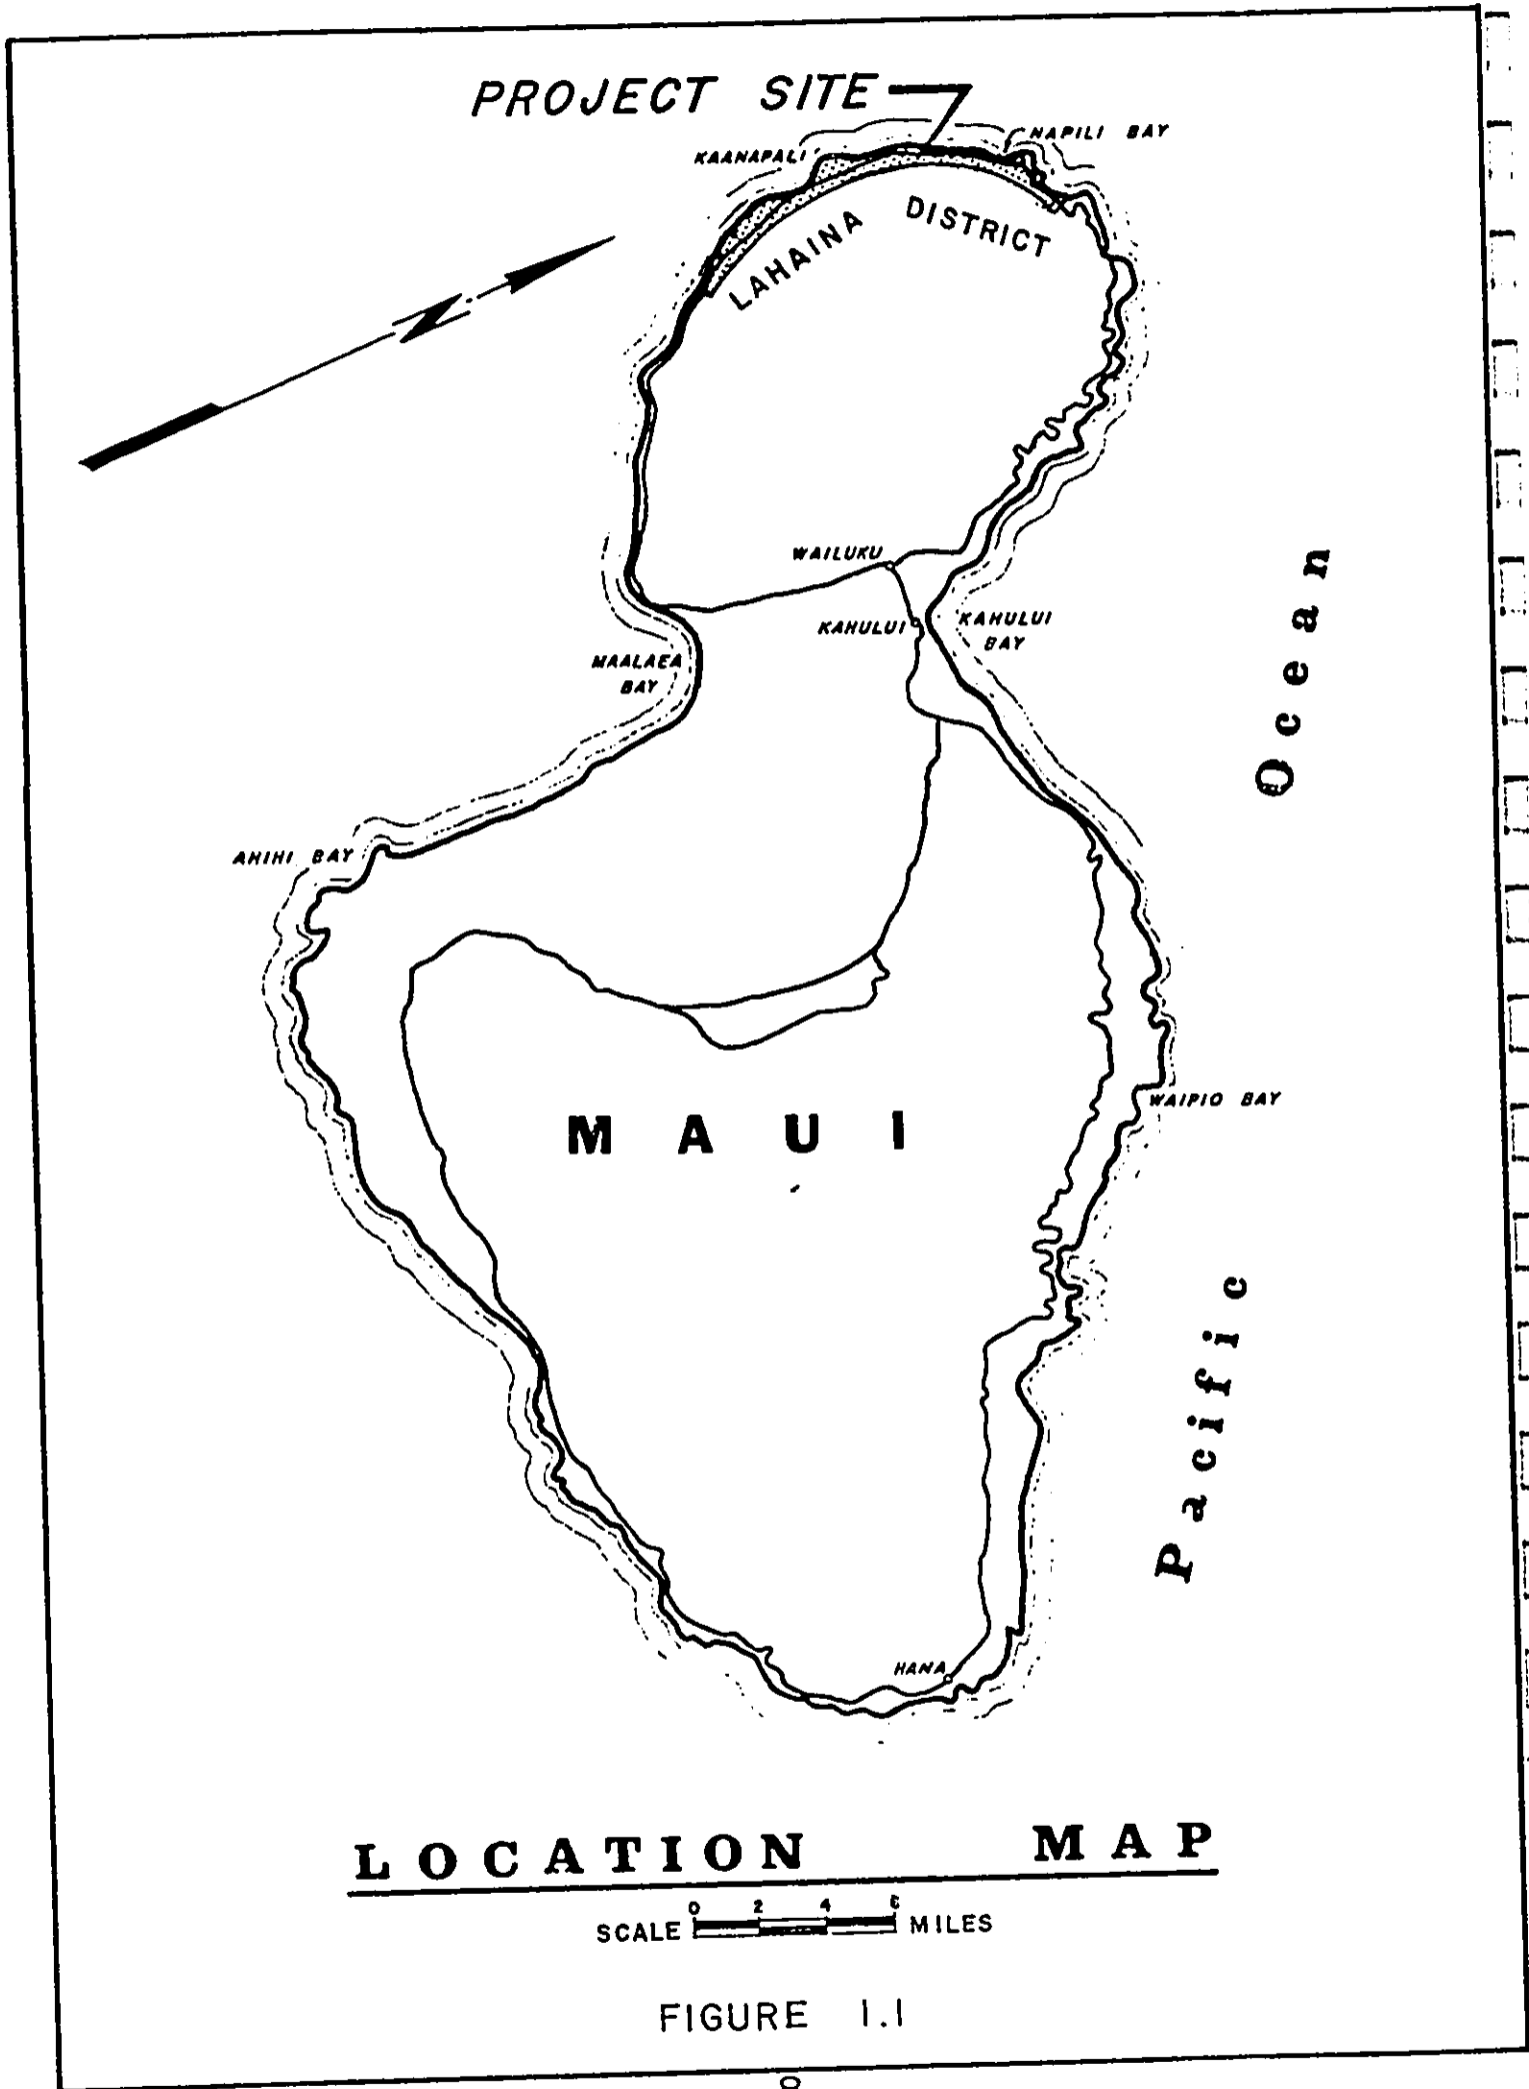 PROJECT SITE
NAPILI BAY
KAANAPALI
LAHAINA DISTRICT
N
WAILUKU
KAHULUI
KAHULUI
BAY
MAALAEA
BAY
Ocean
AHIHI BAY
WAIPIO BAY
MAUI
Pacific
HANA
LOCATION MAP
0 2 4 6
SCALE MILES
FIGURE 1.1